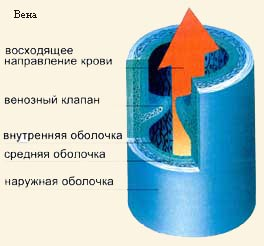 Вена
восходящее
направление крови
венозный клапан
внутренняя оболочка
средняя оболочка
наружная оболочка